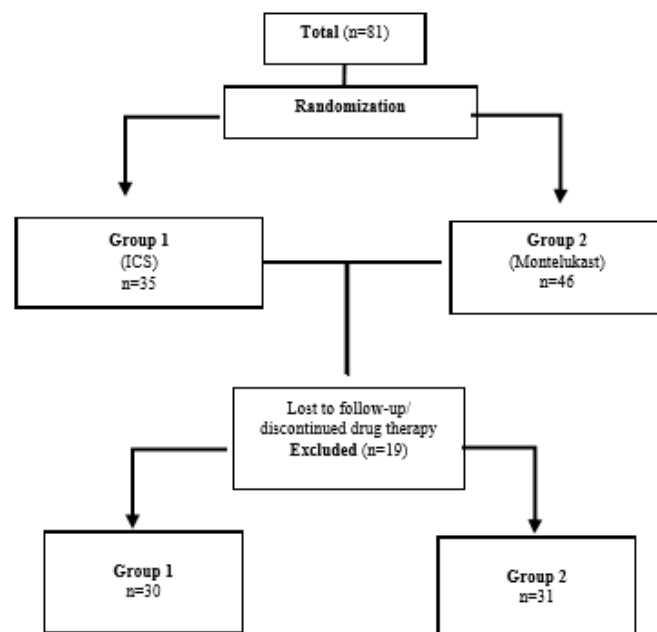 Total (n=81)
Randomization
Group 1
(ICS)
n=35
Group 2
(Montelukast)
n=46
Lost to follow-up/
discontinued drug therapy
Excluded (n=19)
Group 1
n=30
Group 2
n=31